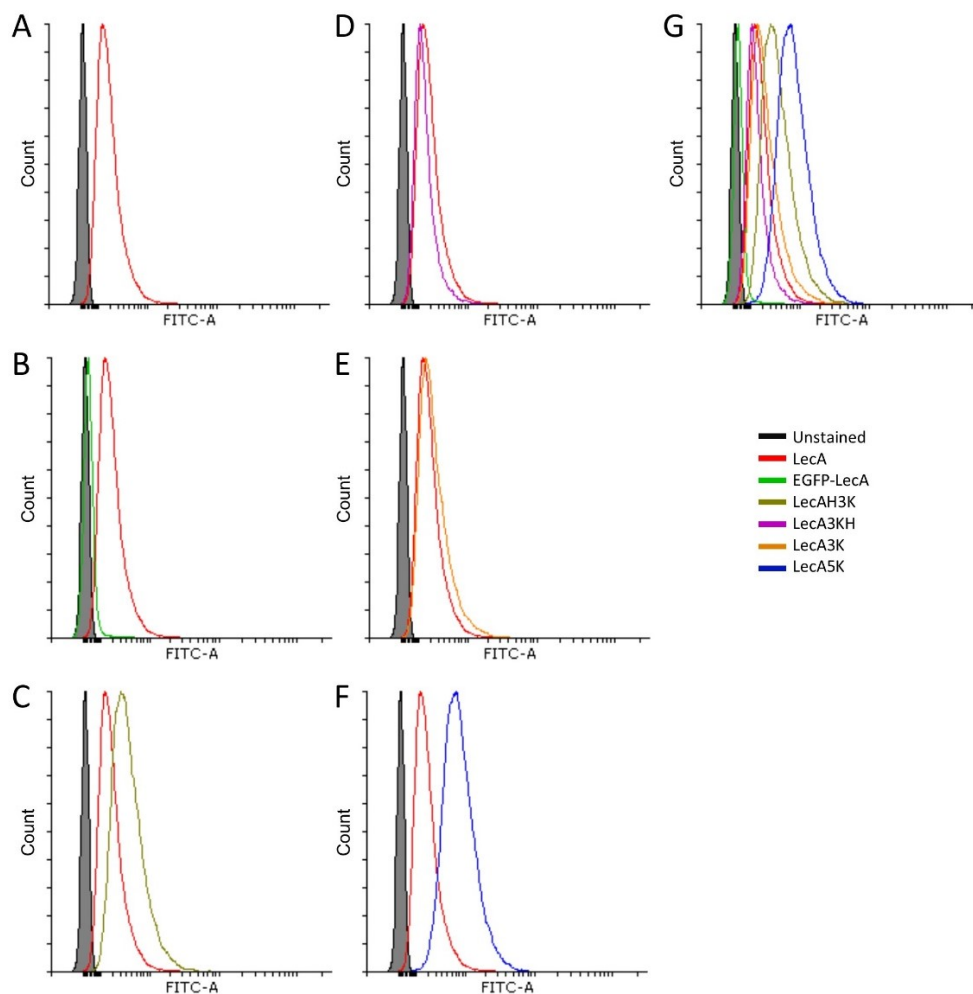 A
Count
FITC-A
D
Count
FITC-A
G
Count
FITC-A
B
Count
FITC-A
E
Count
FITC-A
Unstained
LecA
EGFP-LecA
LecAH3K
LecA3KH
LecA3K
LecA5K
C
Count
FITC-A
F
Count
FITC-A